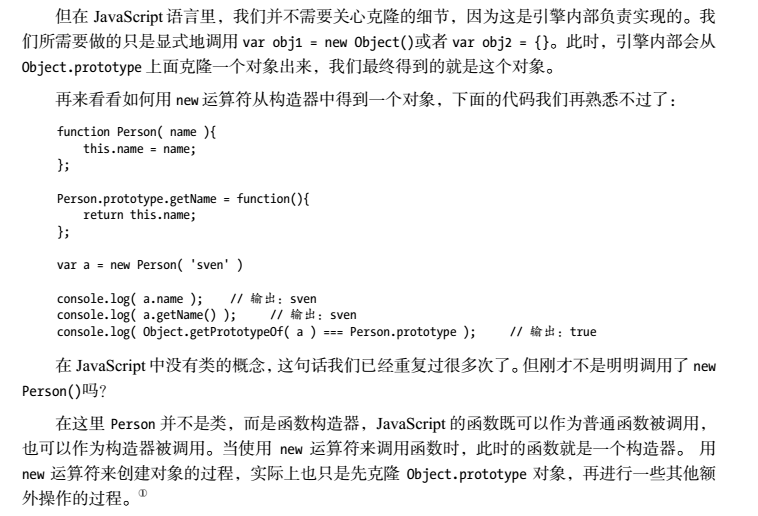 但在 JavaScript 语言里，我们并不需要关心克隆的细节，因为这是引擎内部负责实现的。我
们所需要做的只是显式地调用 var obj1 = new Object()或者 var obj2 = {}。此时，引擎内部会从
Object.prototype 上面克隆一个对象出来，我们最终得到的就是这个对象。
再来看看如何用 new 运算符从构造器中得到一个对象，下面的代码我们再熟悉不过了：
function Person( name ){
    this.name = name;
};
Person.prototype.getName = function(){
    return this.name;
};
var a = new Person( 'sven' )
console.log( a.name );    // 输出：sven
console.log( a.getName() );     // 输出：sven
console.log( Object.getPrototypeOf( a ) === Person.prototype );     // 输出：true
在 JavaScript 中没有类的概念，这句话我们已经重复过很多次了。但刚才不是明明调用了 new
Person()吗？
在这里 Person 并不是类，而是函数构造器，JavaScript 的函数既可以作为普通函数被调用，
也可以作为构造器被调用。当使用 new 运算符来调用函数时，此时的函数就是一个构造器。 用
new 运算符来创建对象的过程，实际上也只是先克隆 Object.prototype 对象，再进行一些其他额
外操作的过程。①